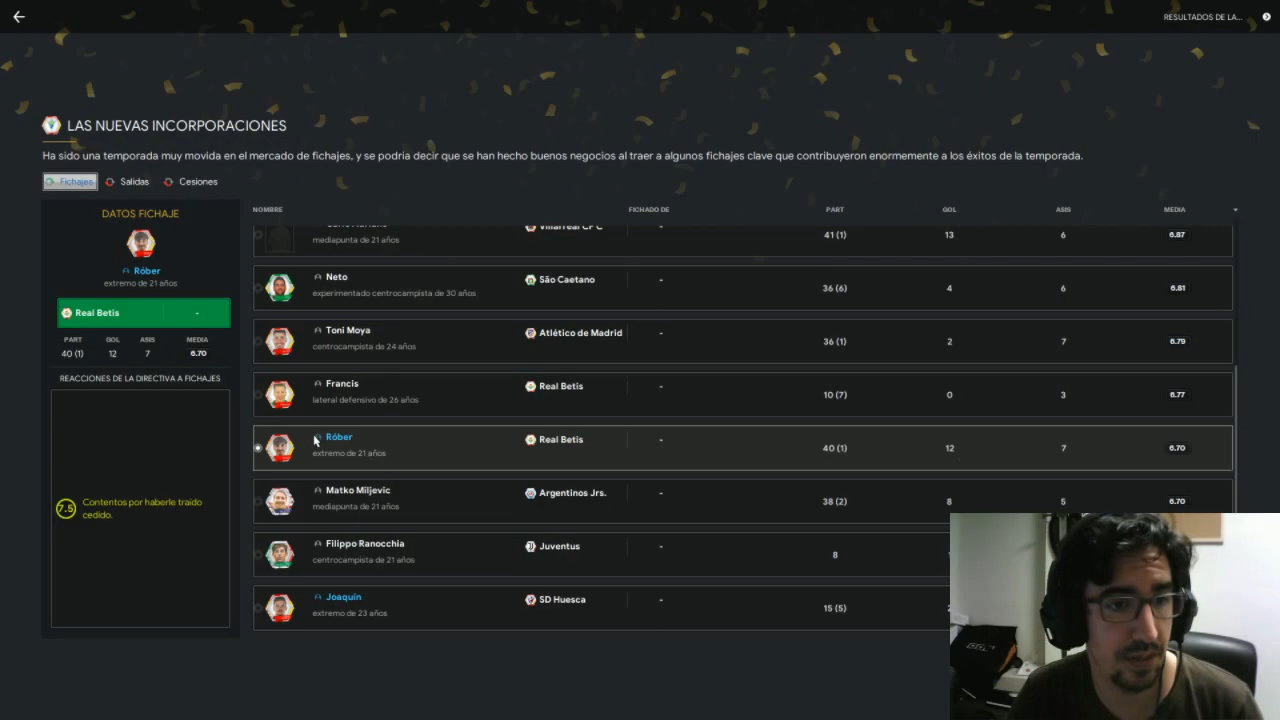 RESULTADOS DE LA...
LAS NUEVAS INCORPORACIONES
Ha sido una temporada muy movida en el mercado de fichajes, y se podría decir que se han hecho buenos negocios al traer a algunos fichajes clave que contribuyeron enormemente a los éxitos de la temporada.
Fichajes Salidas Cesiones
DATOS FICHAJE
Róber
extremo de 21 años
Real Betis -
PART GOL ASIS MEDIA
40 (1) 12 7 6.70
REACCIONES DE LA DIRECTIVA A FICHAJES
7.5 Contentos por haberle traído
cedido.
NOMBRE FICHADO DE PART GOL ASIS MEDIA
Villarreal CF C - 41 (1) 13 6 6.87
mediapunta de 21 años
Neto São Caetano - 36 (6) 4 6 6.81
experimentado centrocampista de 30 años
Toni Moya Atlético de Madrid - 36 (1) 2 7 6.79
centrocampista de 24 años
Francis Real Betis - 10 (7) 0 3 6.77
lateral defensivo de 26 años
Róber Real Betis - 40 (1) 12 7 6.70
extremo de 21 años
Matko Miljevic Argentinos Jrs. - 38 (2) 8 5 6.70
mediapunta de 21 años
Filippo Ranocchia Juventus - 8
centrocampista de 21 años
Joaquín SD Huesca - 15 (5)
extremo de 23 años